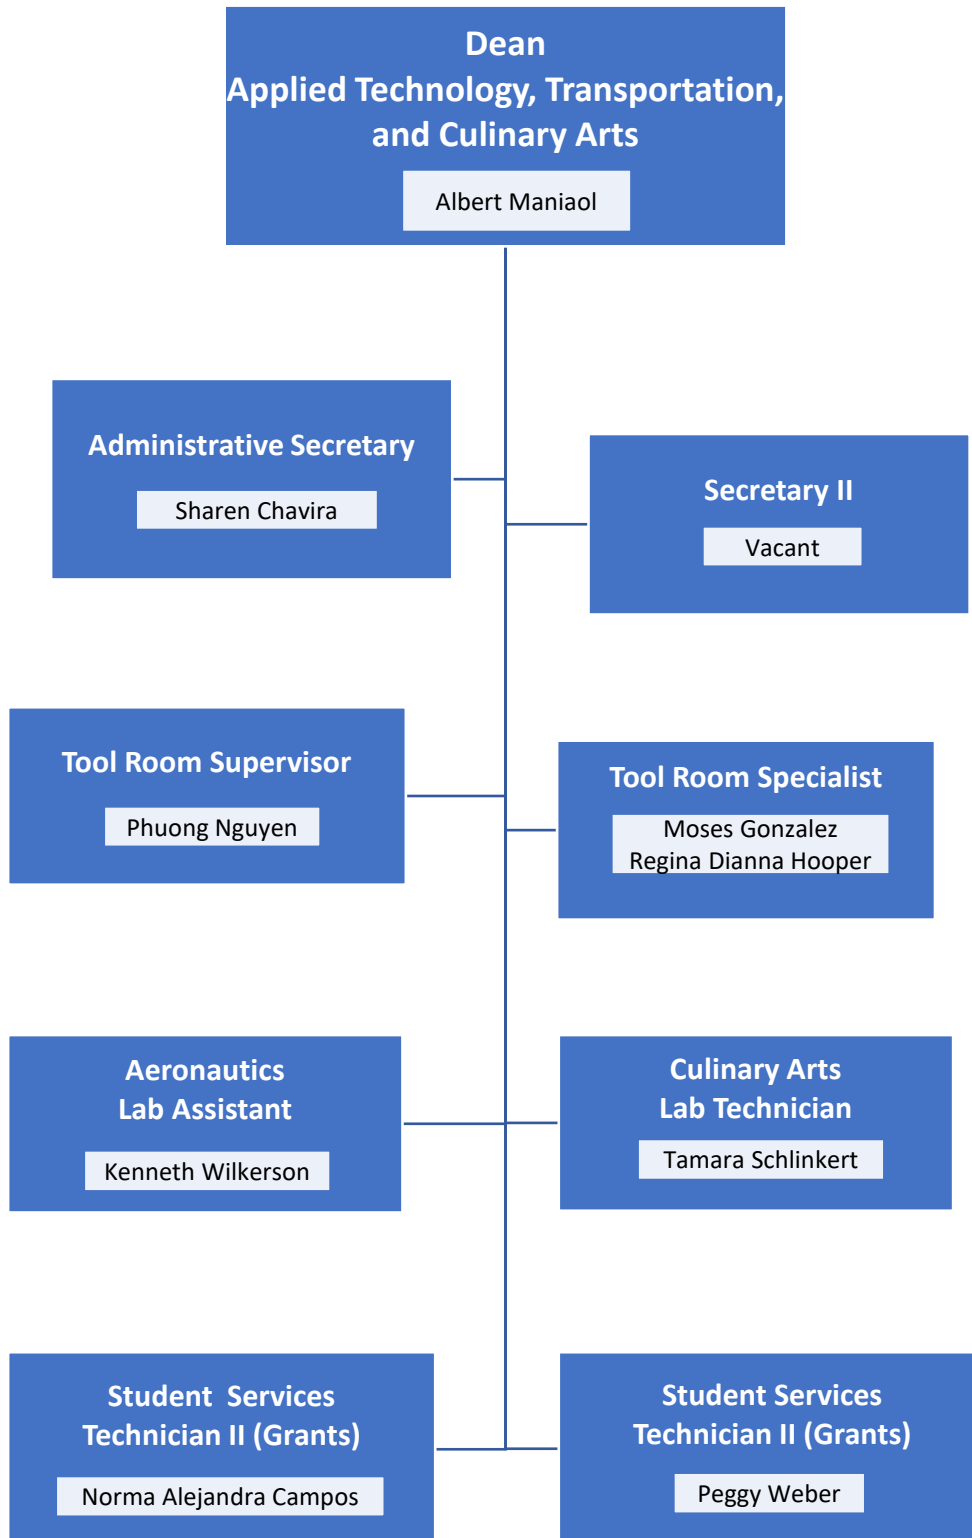 Dean
Applied Technology, Transportation,
and Culinary Arts
Albert Maniaol
Administrative Secretary
Sharen Chavira
Secretary II
Vacant
Tool Room Supervisor
Phuong Nguyen
Tool Room Specialist
Moses Gonzalez
Regina Dianna Hooper
Aeronautics
Lab Assistant
Kenneth Wilkerson
Culinary Arts
Lab Technician
Tamara Schlinkert
Student Services
Technician II (Grants)
Norma Alejandra Campos
Student Services
Technician II (Grants)
Peggy Weber